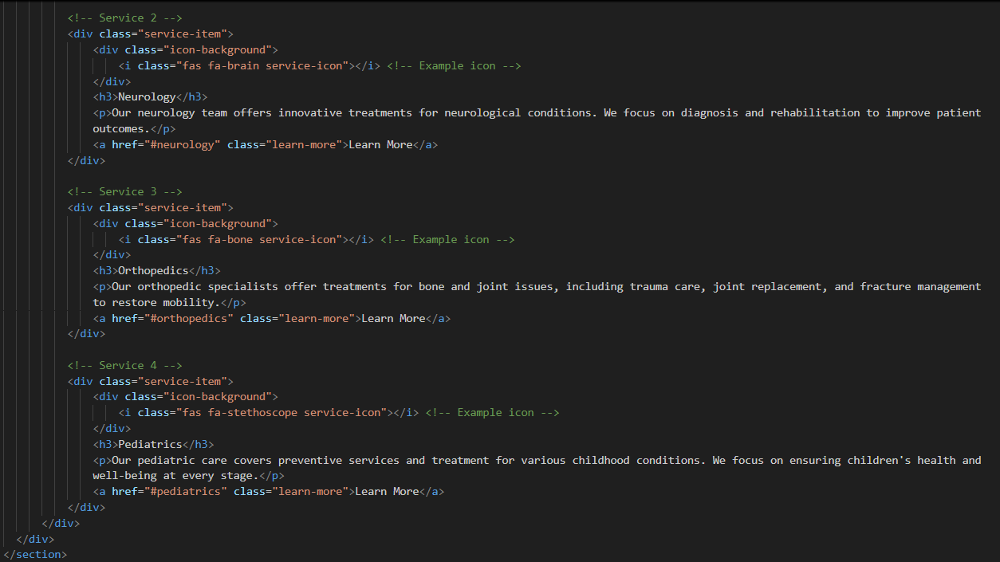 <!-- Service 2 -->
<div class="service-item">
<div class="icon-background">
<i class="fas fa-brain service-icon"></i> <!-- Example icon -->
</div>
<h3>Neurology</h3>
<p>Our neurology team offers innovative treatments for neurological conditions. We focus on diagnosis and rehabilitation to improve patient
outcomes.</p>
<a href="#neurology" class="learn-more">Learn More</a>
</div>
<!-- Service 3 -->
<div class="service-item">
<div class="icon-background">
<i class="fas fa-bone service-icon"></i> <!-- Example icon -->
</div>
<h3>Orthopedics</h3>
<p>Our orthopedic specialists offer treatments for bone and joint issues, including trauma care, joint replacement, and fracture management
to restore mobility.</p>
<a href="#orthopedics" class="learn-more">Learn More</a>
</div>
<!-- Service 4 -->
<div class="service-item">
<div class="icon-background">
<i class="fas fa-stethoscope service-icon"></i> <!-- Example icon -->
</div>
<h3>Pediatrics</h3>
<p>Our pediatric care covers preventive services and treatment for various childhood conditions. We focus on ensuring children's health and
well-being at every stage.</p>
<a href="#pediatrics" class="learn-more">Learn More</a>
</div>
</div>
</div>
</section>